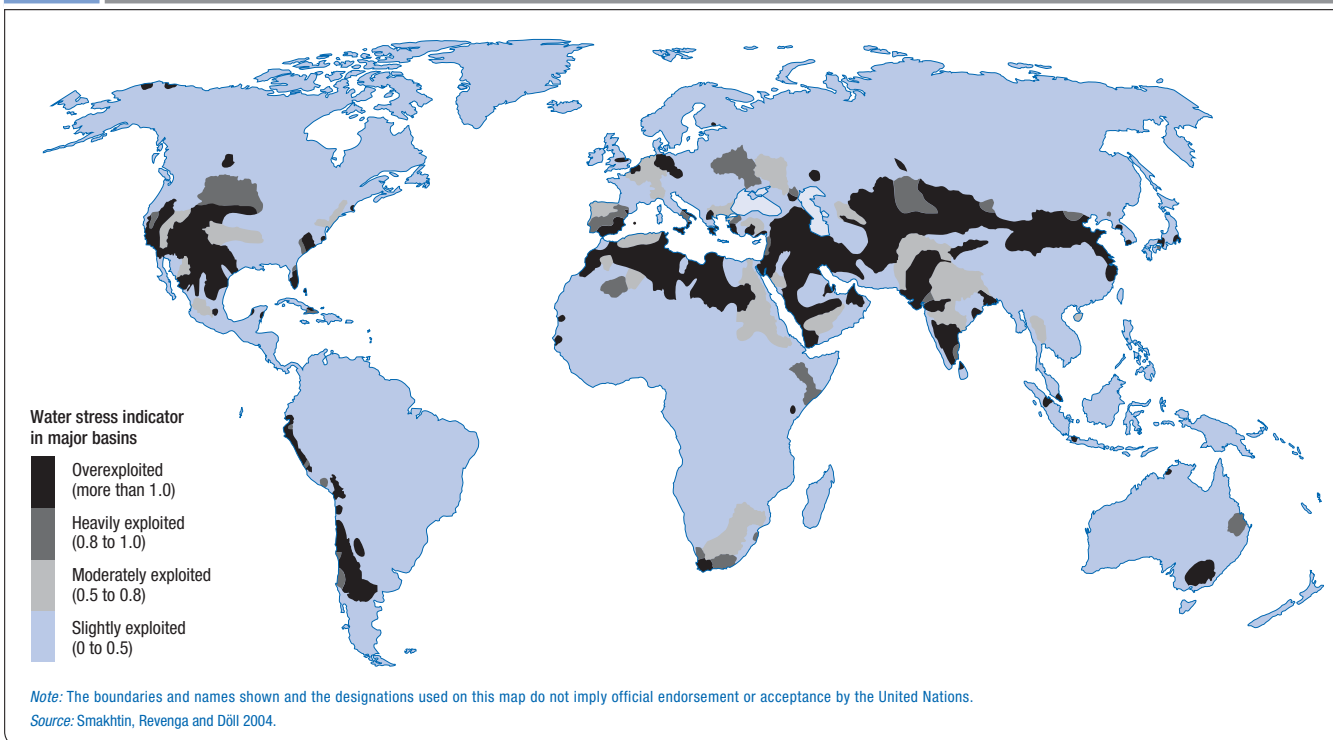 Water stress indicator
in major basins
Overexploited
(more than 1.0)
Heavily exploited
(0.8 to 1.0)
Moderately exploited
(0.5 to 0.8)
Slightly exploited
(0 to 0.5)
Note: The boundaries and names shown and the designations used on this map do not imply official endorsement or acceptance by the United Nations.
Source: Smakhtin, Revenga and Döll 2004.